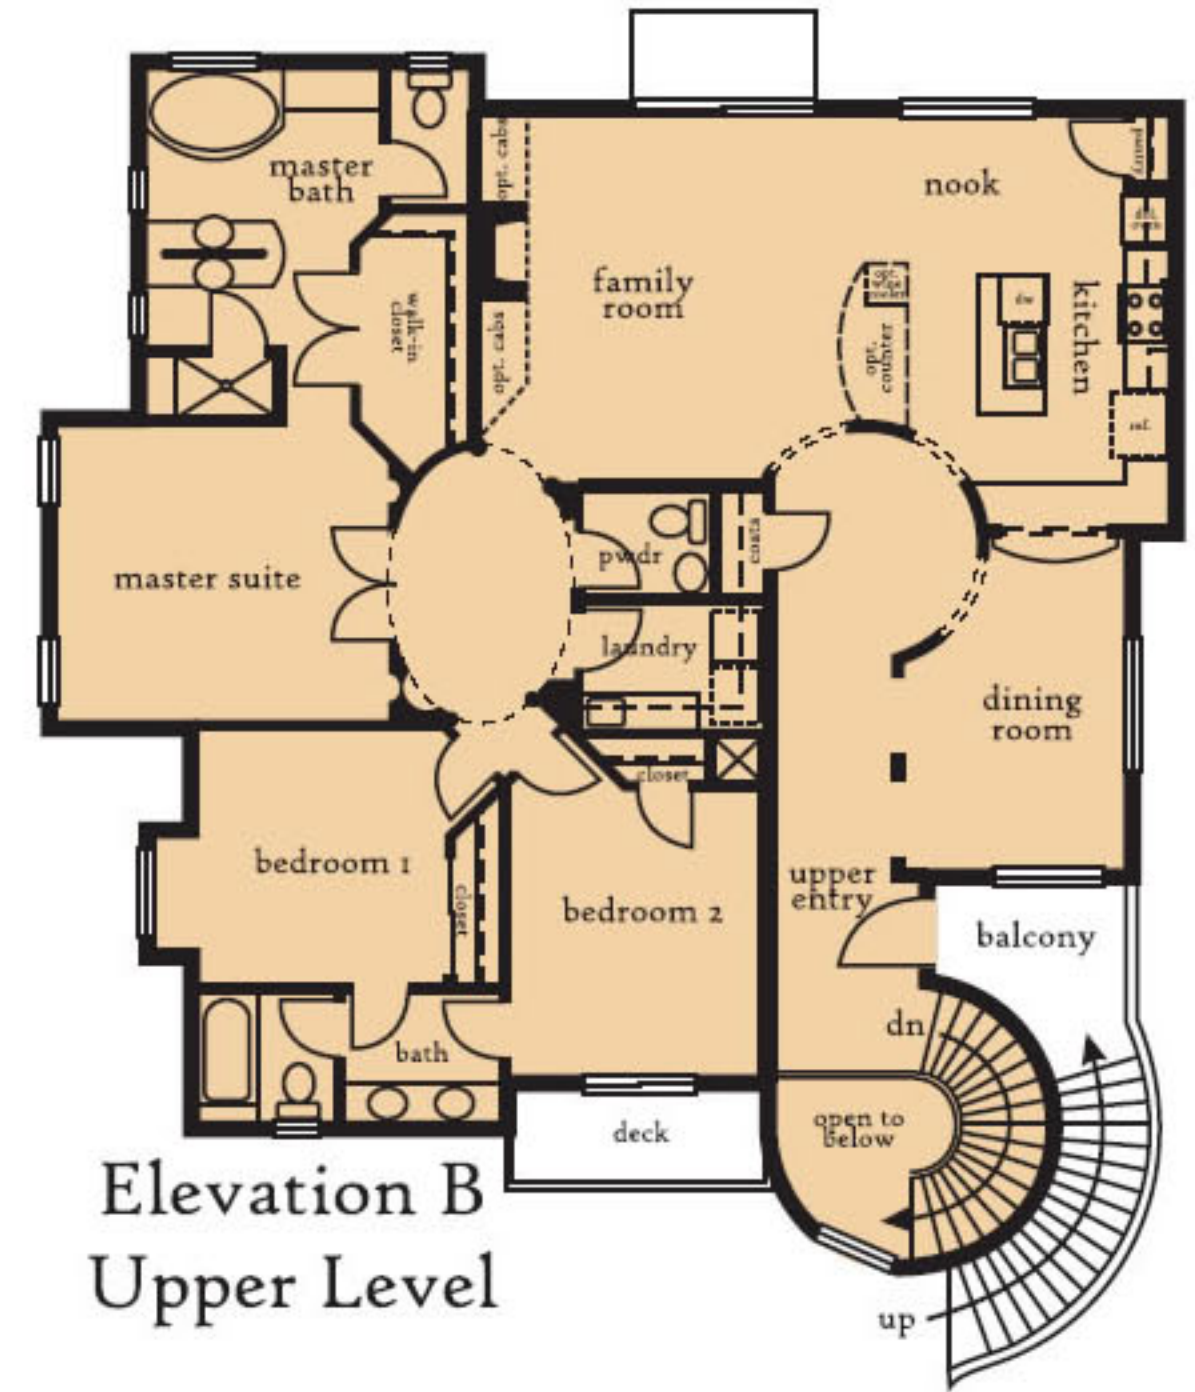 master
bath
opt. cabs
pantry
nook
family
room
walk-in
closet
opt. cabs
opt.
counter
dw
kitchen
ref.
master suite
pwdr
coats
laundry
dining
room
closet
bedroom 1
closet
bedroom 2
upper
entry
balcony
dn
bath
open to
below
deck
Elevation B
Upper Level
up